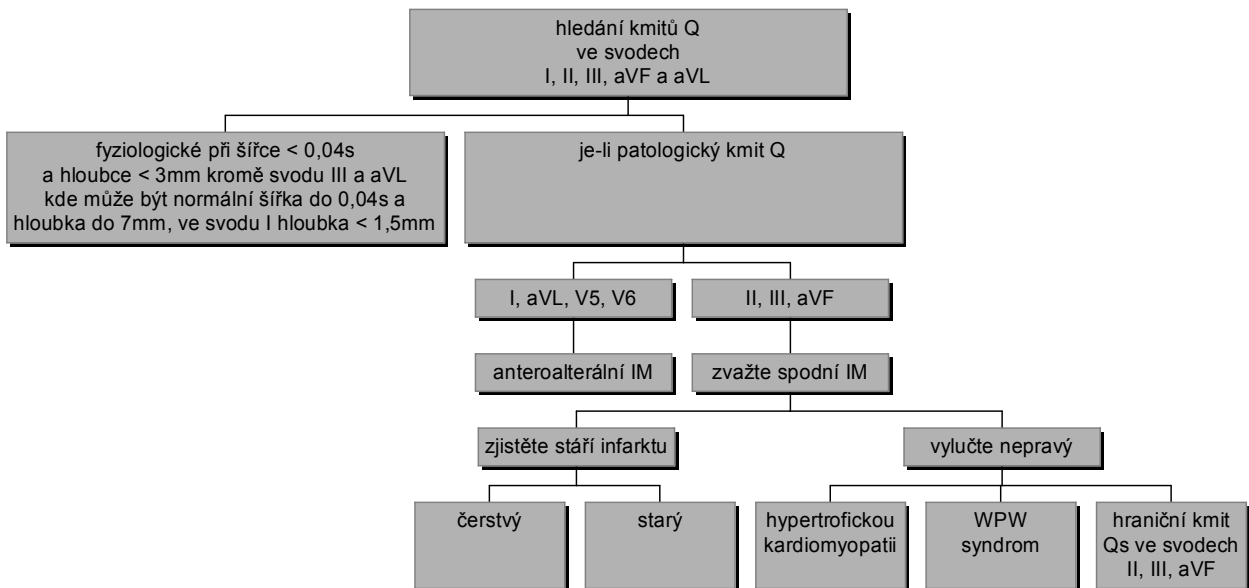 hledání kmitů Q
ve svodech
I, II, III, aVF a aVL
fyziologické při šířce < 0,04s
a hloubce < 3mm kromě svodu III a aVL
kde může být normální šířka do 0,04s a
hloubka do 7mm, ve svodu I hloubka < 1,5mm
je-li patologický kmit Q
I, aVL, V5, V6
II, III, aVF
anteroalterální IM
zvažte spodní IM
zjistěte stáří infarktu
vylučte nepravý
čerstvý
starý
hypertrofickou
kardiomyopatii
WPW
syndrom
hraniční kmit
Qs ve svodech
II, III, aVF